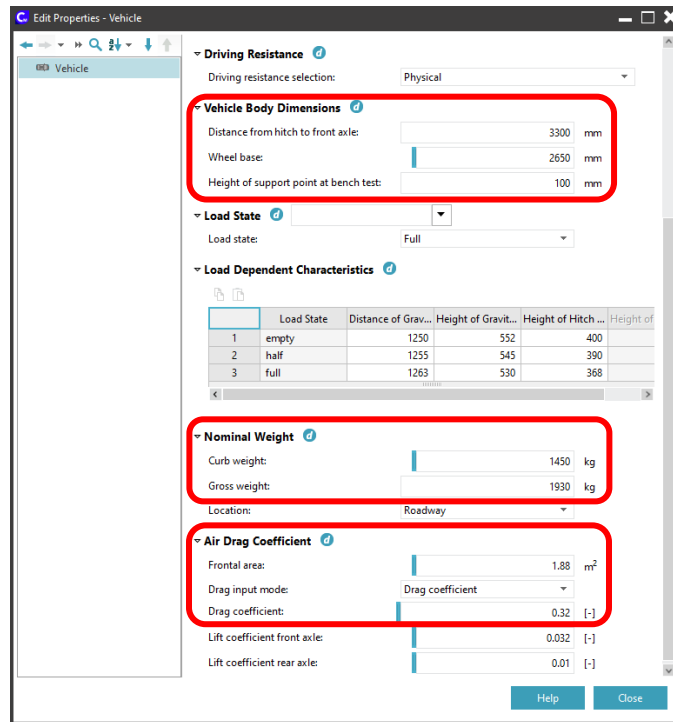 C. Edit Properties - Vehicle
Vehicle
Driving Resistance d
Driving resistance selection: Physical
Vehicle Body Dimensions d
Distance from hitch to front axle: 3300 mm
Wheel base: 2650 mm
Height of support point at bench test: 100 mm
Load State d
Load state: Full
Load Dependent Characteristics d
Load State Distance of Grav... Height of Gravit... Height of Hitch ... Height of
1 empty 1250 552 400
2 half 1255 545 390
3 full 1263 530 368
Nominal Weight d
Curb weight: 1450 kg
Gross weight: 1930 kg
Location: Roadway
Air Drag Coefficient d
Frontal area: 1.88 m²
Drag input mode: Drag coefficient
Drag coefficient: 0.32 [-]
Lift coefficient front axle: 0.032 [-]
Lift coefficient rear axle: 0.01 [-]
Help Close